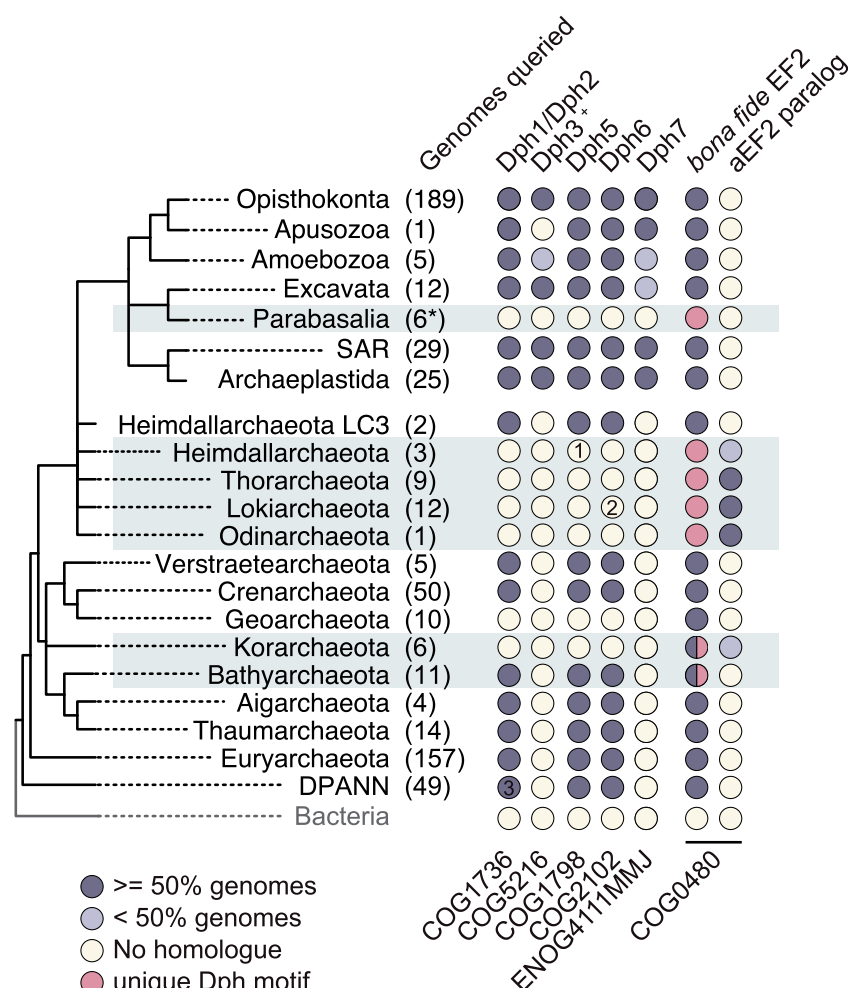 Genomes queried
Dph1/Dph2
Dph3 +
Dph5
Dph6
Dph7
bona fide EF2
aEF2 paralog
Opisthokonta (189)
Apusozoa (1)
Amoebozoa (5)
Excavata (12)
Parabasalia (6*)
SAR (29)
Archaeplastida (25)
Heimdallarchaeota LC3 (2)
Heimdallarchaeota (3) 1
Thorarchaeota (9)
Lokiarchaeota (12) 2
Odinarchaeota (1)
Verstraetearchaeota (5)
Crenarchaeota (50)
Geoarchaeota (10)
Korarchaeota (6)
Bathyarchaeota (11)
Aigarchaeota (4)
Thaumarchaeota (14)
Euryarchaeota (157)
DPANN (49) 3
Bacteria
COG1736
COG5216
COG1798
COG2102
ENOG4111MMJ
COG0480
>= 50% genomes
< 50% genomes
No homologue
unique Dph motif